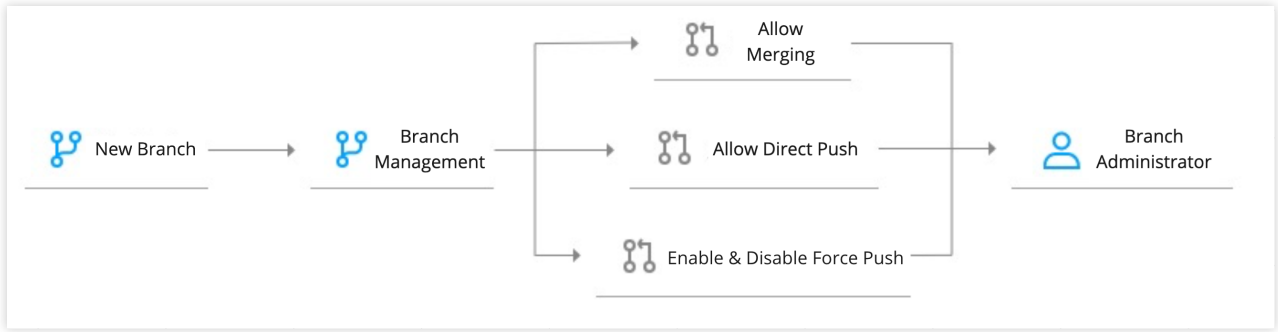 New Branch
Branch
Management
Allow
Merging
Allow Direct Push
Enable & Disable Force Push
Branch
Administrator